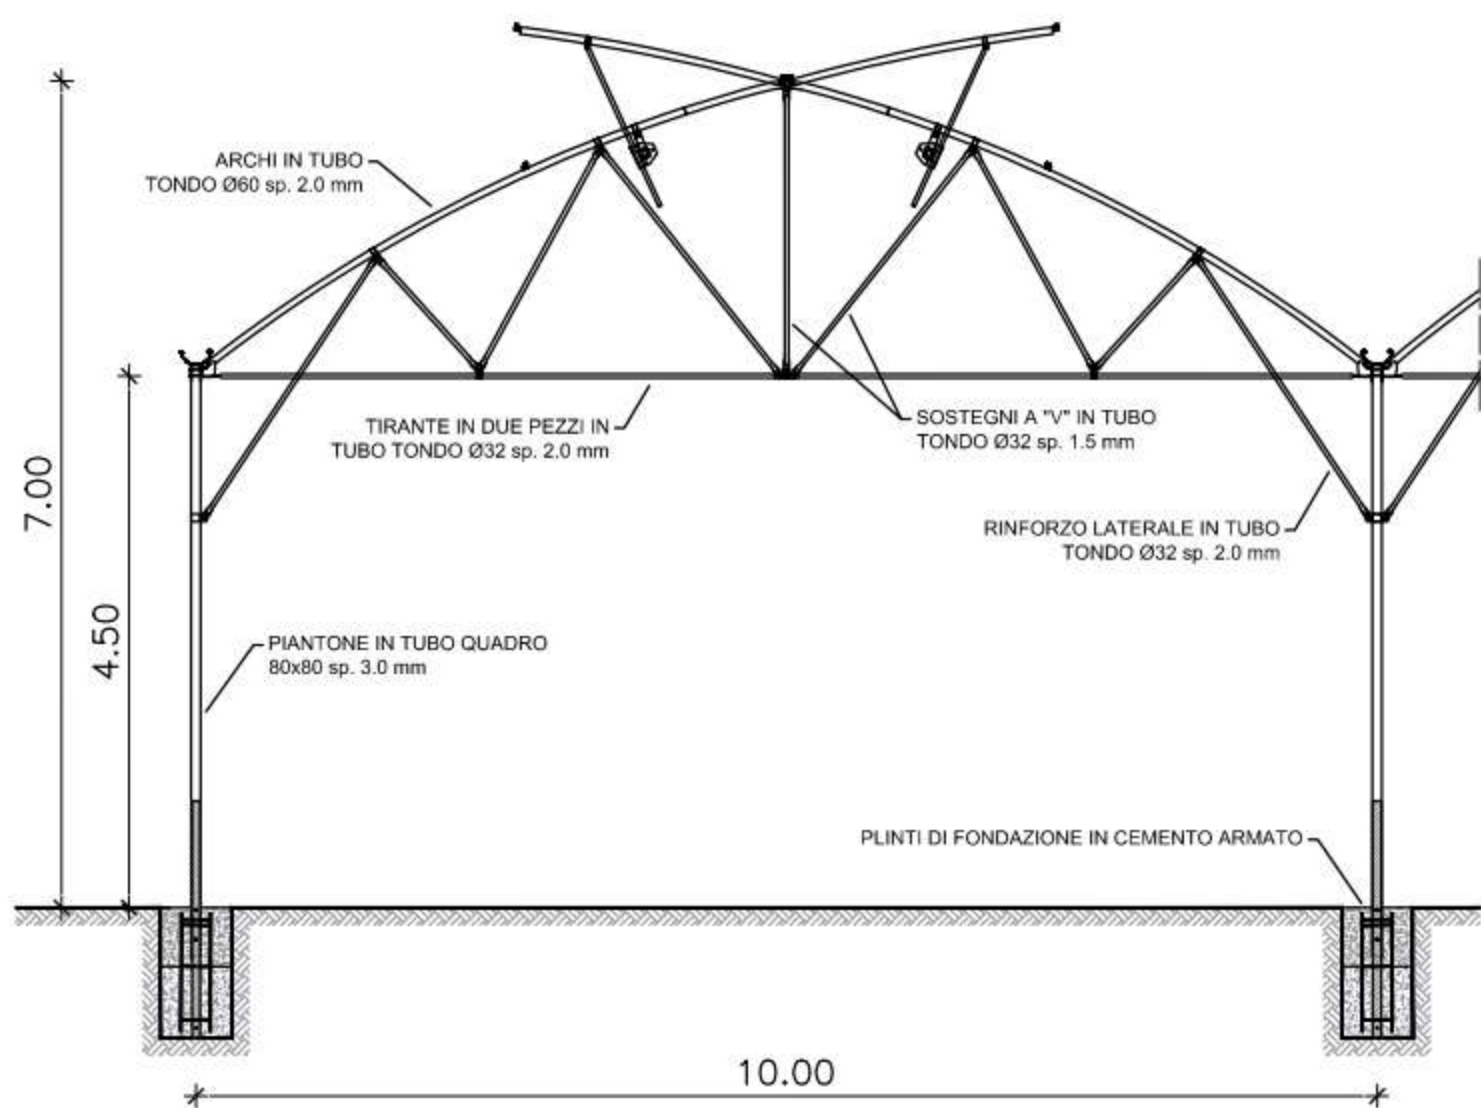 ARCHI IN TUBO
TONDO Ø60 sp. 2.0 mm
TIRANTE IN DUE PEZZI IN
TUBO TONDO Ø32 sp. 2.0 mm
SOSTEGNI A "V" IN TUBO
TONDO Ø32 sp. 1.5 mm
7.00
4.50
RINFORZO LATERALE IN TUBO
TONDO Ø32 sp. 2.0 mm
PIANTONE IN TUBO QUADRO
80x80 sp. 3.0 mm
PLINTI DI FONDAZIONE IN CEMENTO ARMATO
10.00